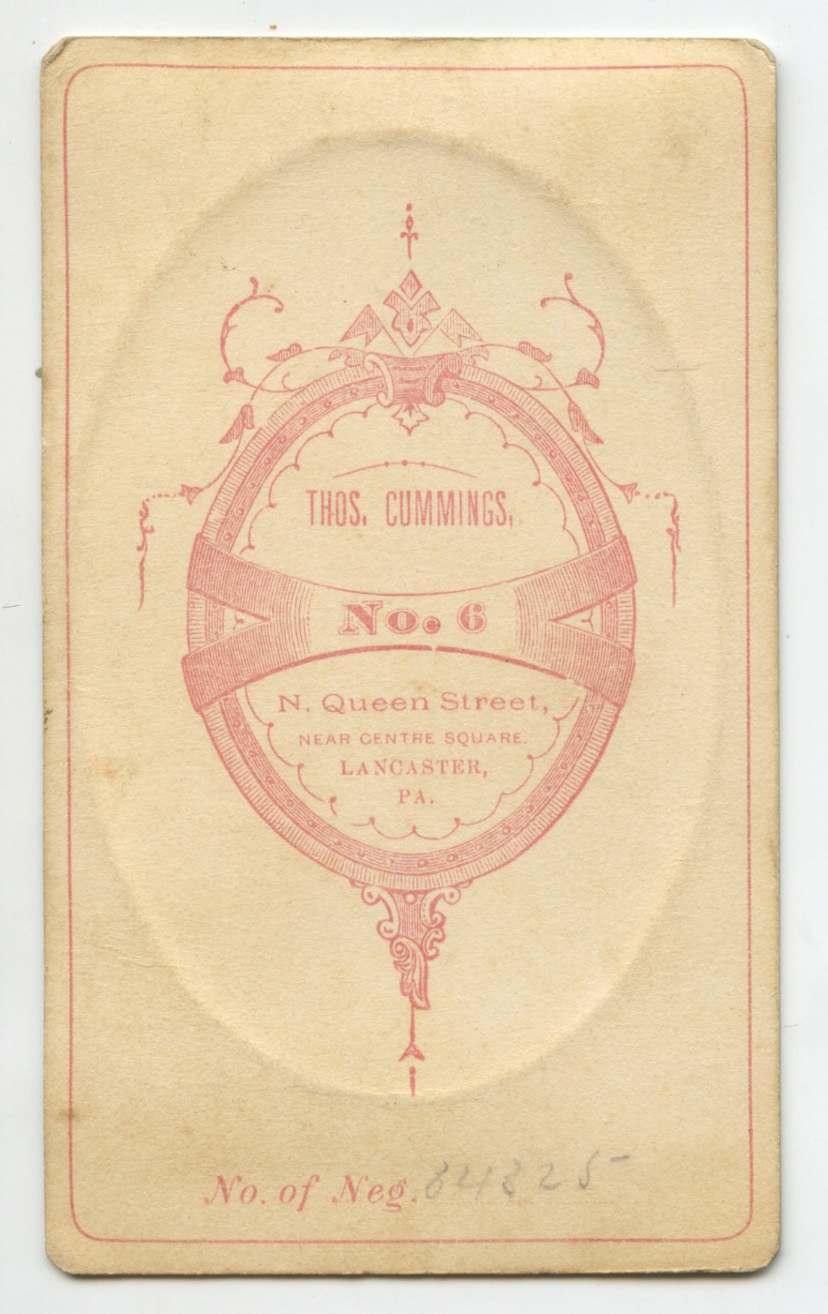 THOS. CUMMINGS,
No. 6
N. Queen Street,
NEAR CENTRE SQUARE.
LANCASTER,
PA.
No. of Neg. 84325